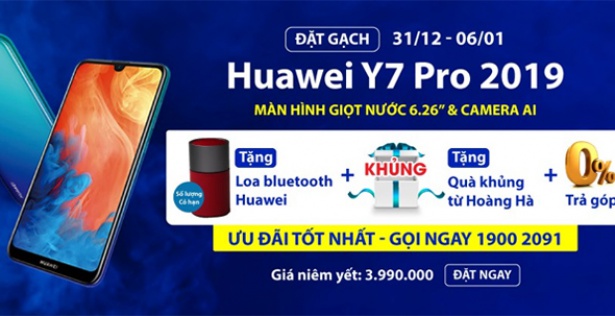 ĐẶT GẠCH 31/12 - 06/01
Huawei Y7 Pro 2019
MÀN HÌNH GIỌT NƯỚC 6.26" & CAMERA AI
Số lượng
Có hạn
Tặng
Loa bluetooth
Huawei
+
KHỦNG
Tặng
Quà khủng
từ Hoàng Hà
+
0%
Trả góp
ƯU ĐÃI TỐT NHẤT - GỌI NGAY 1900 2091
Giá niêm yết: 3.990.000 ĐẶT NGAY
HUAWEI